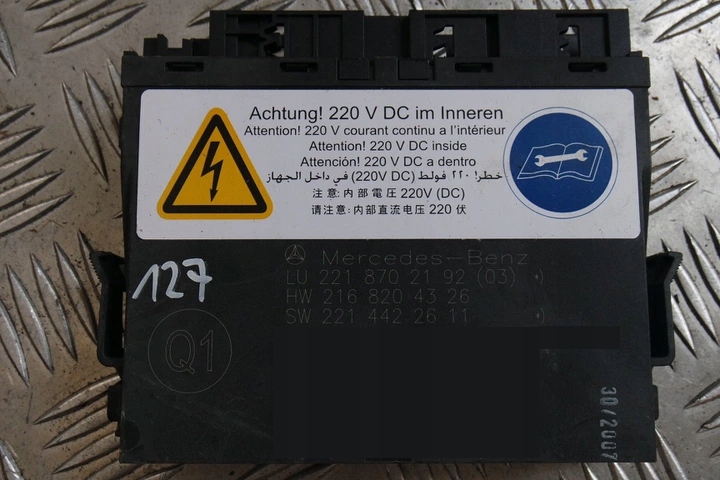 Achtung! 220 V DC im Inneren
Attention! 220 V courant continu a l'intérieur
Attention! 220 V DC inside
Atención! 220 V DC a dentro
خطر! ٢٢٠ فولط (220V DC) في داخل الجهاز
注意: 内部電圧 220V (DC)
请注意: 内部直流电压 220 伏
127
Mercedes-Benz
LU 221 870 21 92 (03) *)
HW 216 820 43 26
SW 221 442 26 11 *)
Q1
30/2007